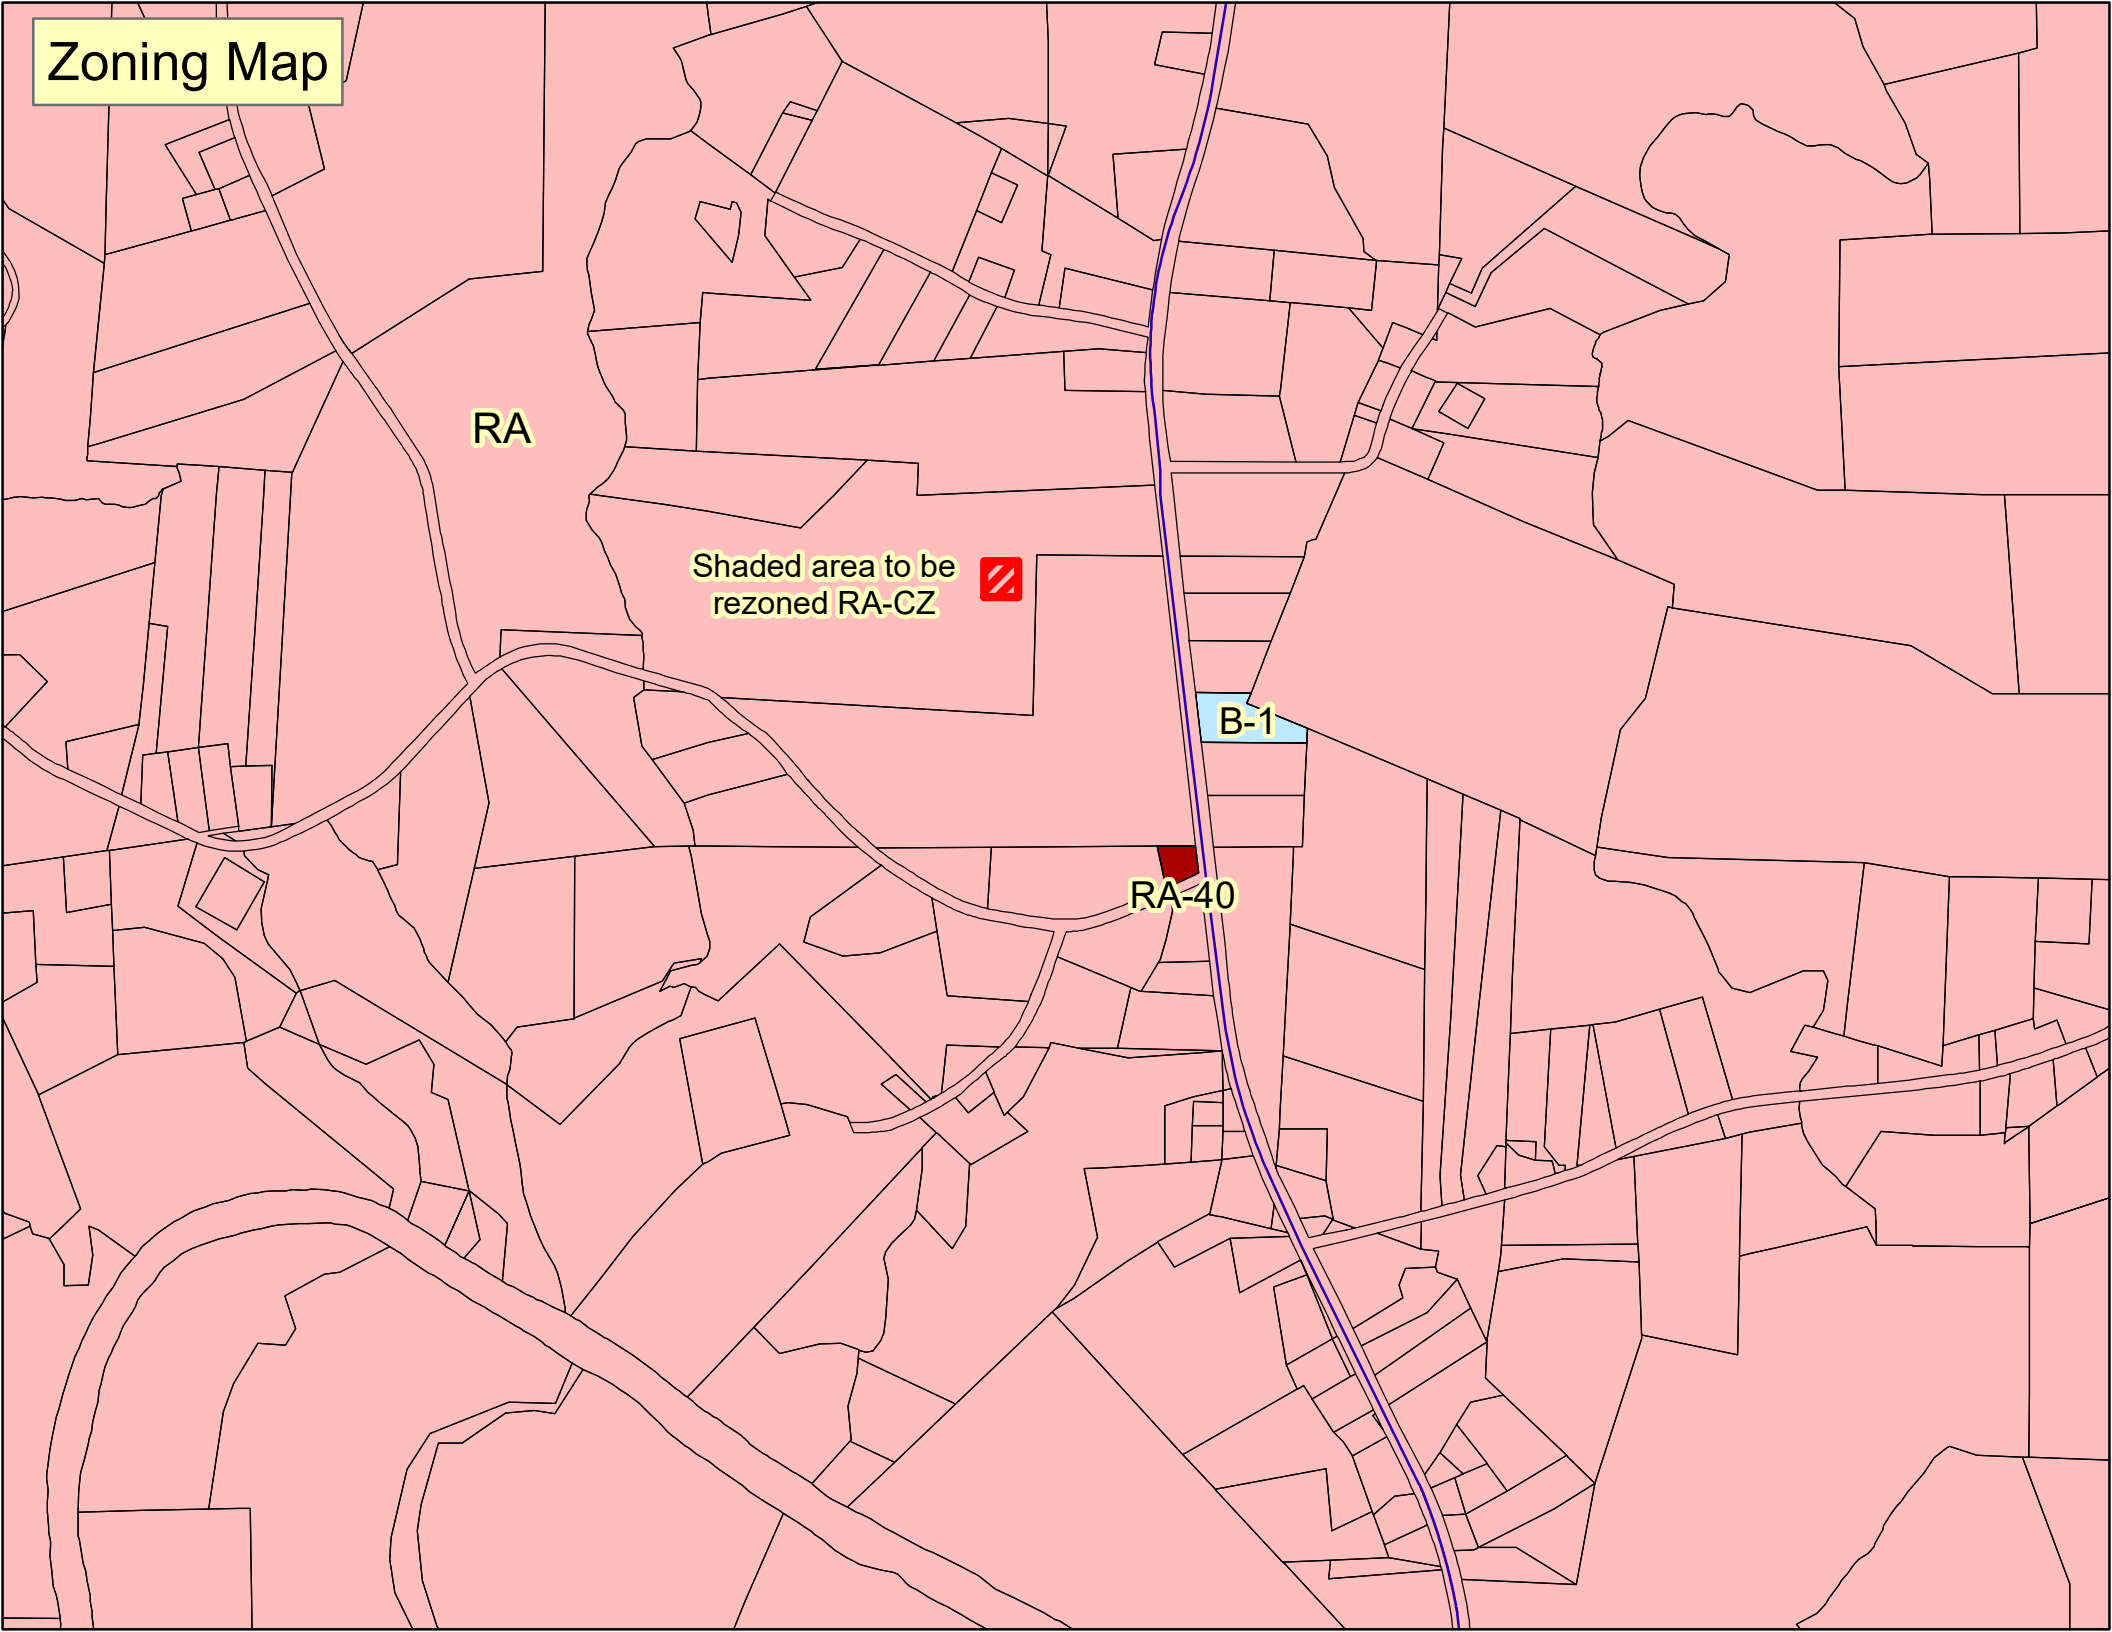 Zoning Map
RA
Shaded area to be
rezoned RA-CZ
B-1
RA-40